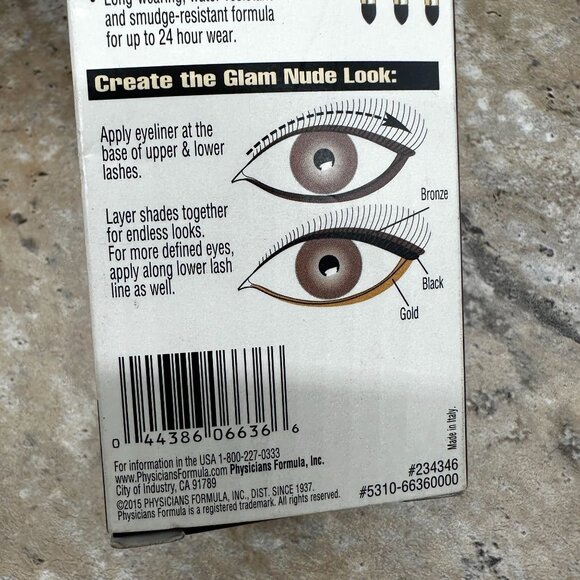 and smudge-resistant formula
for up to 24 hour wear.
Create the Glam Nude Look:
Apply eyeliner at the
base of upper & lower
lashes.
Layer shades together
for endless looks.
For more defined eyes,
apply along lower lash
line as well.
Bronze
Black
Gold
0 44386 06636 6
Made in Italy.
For information in the USA 1-800-227-0333
www.PhysiciansFormula.com Physicians Formula, Inc.
City of Industry, CA 91789
©2015 PHYSICIANS FORMULA, INC., DIST. SINCE 1937.
Physicians Formula is a registered trademark. All rights reserved.
#234346
#5310-66360000